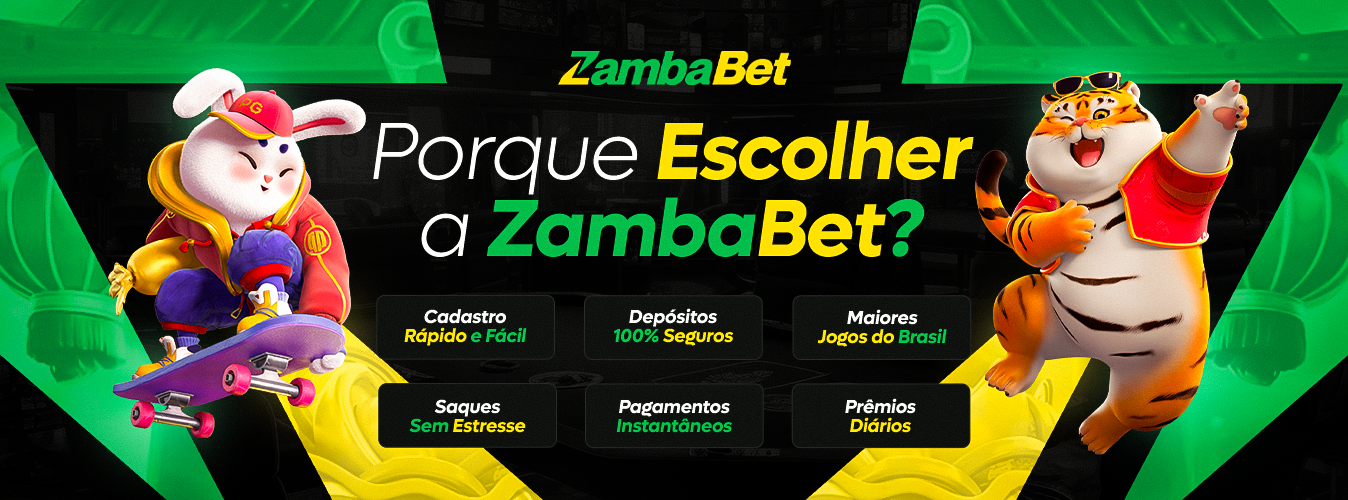 ZambaBet
PG
Porque Escolher
a ZambaBet?
Cadastro
Rápido e Fácil
Depósitos
100% Seguros
Maiores
Jogos do Brasil
Saques
Sem Estresse
Pagamentos
Instantâneos
Prêmios
Diários